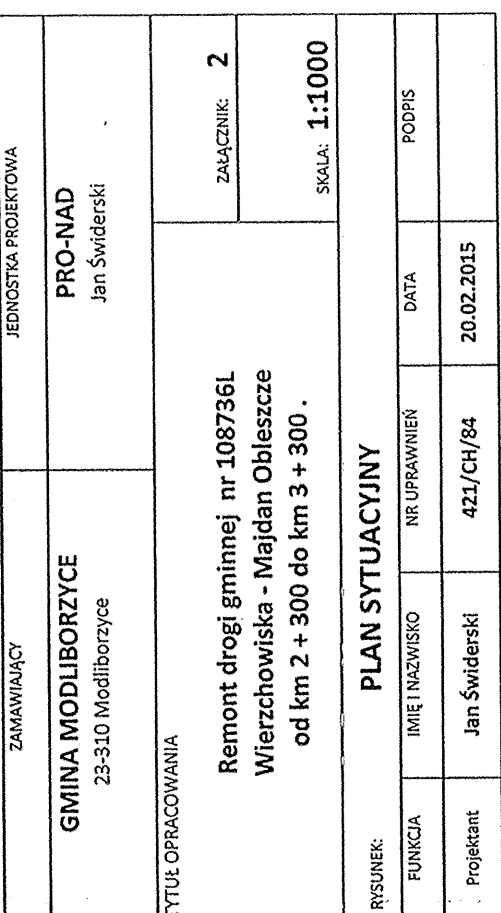 ZAMAWIAJĄCY
JEDNOSTKA PROJEKTOWA
GMINA MODLIBORZYCE
23-310 Modliborzyce
PRO-NAD
Jan Świderski
TYTUŁ OPRACOWANIA
Remont drogi gminnej nr 108736L
Wierzchowiska - Majdan Obleszcze
od km 2 + 300 do km 3 + 300 .
ZAŁĄCZNIK: 2
SKALA: 1:1000
RYSUNEK: PLAN SYTUACYJNY
FUNKCJA IMIĘ I NAZWISKO NR UPRAWNIEŃ DATA PODPIS
Projektant Jan Świderski 421/CH/84 20.02.2015